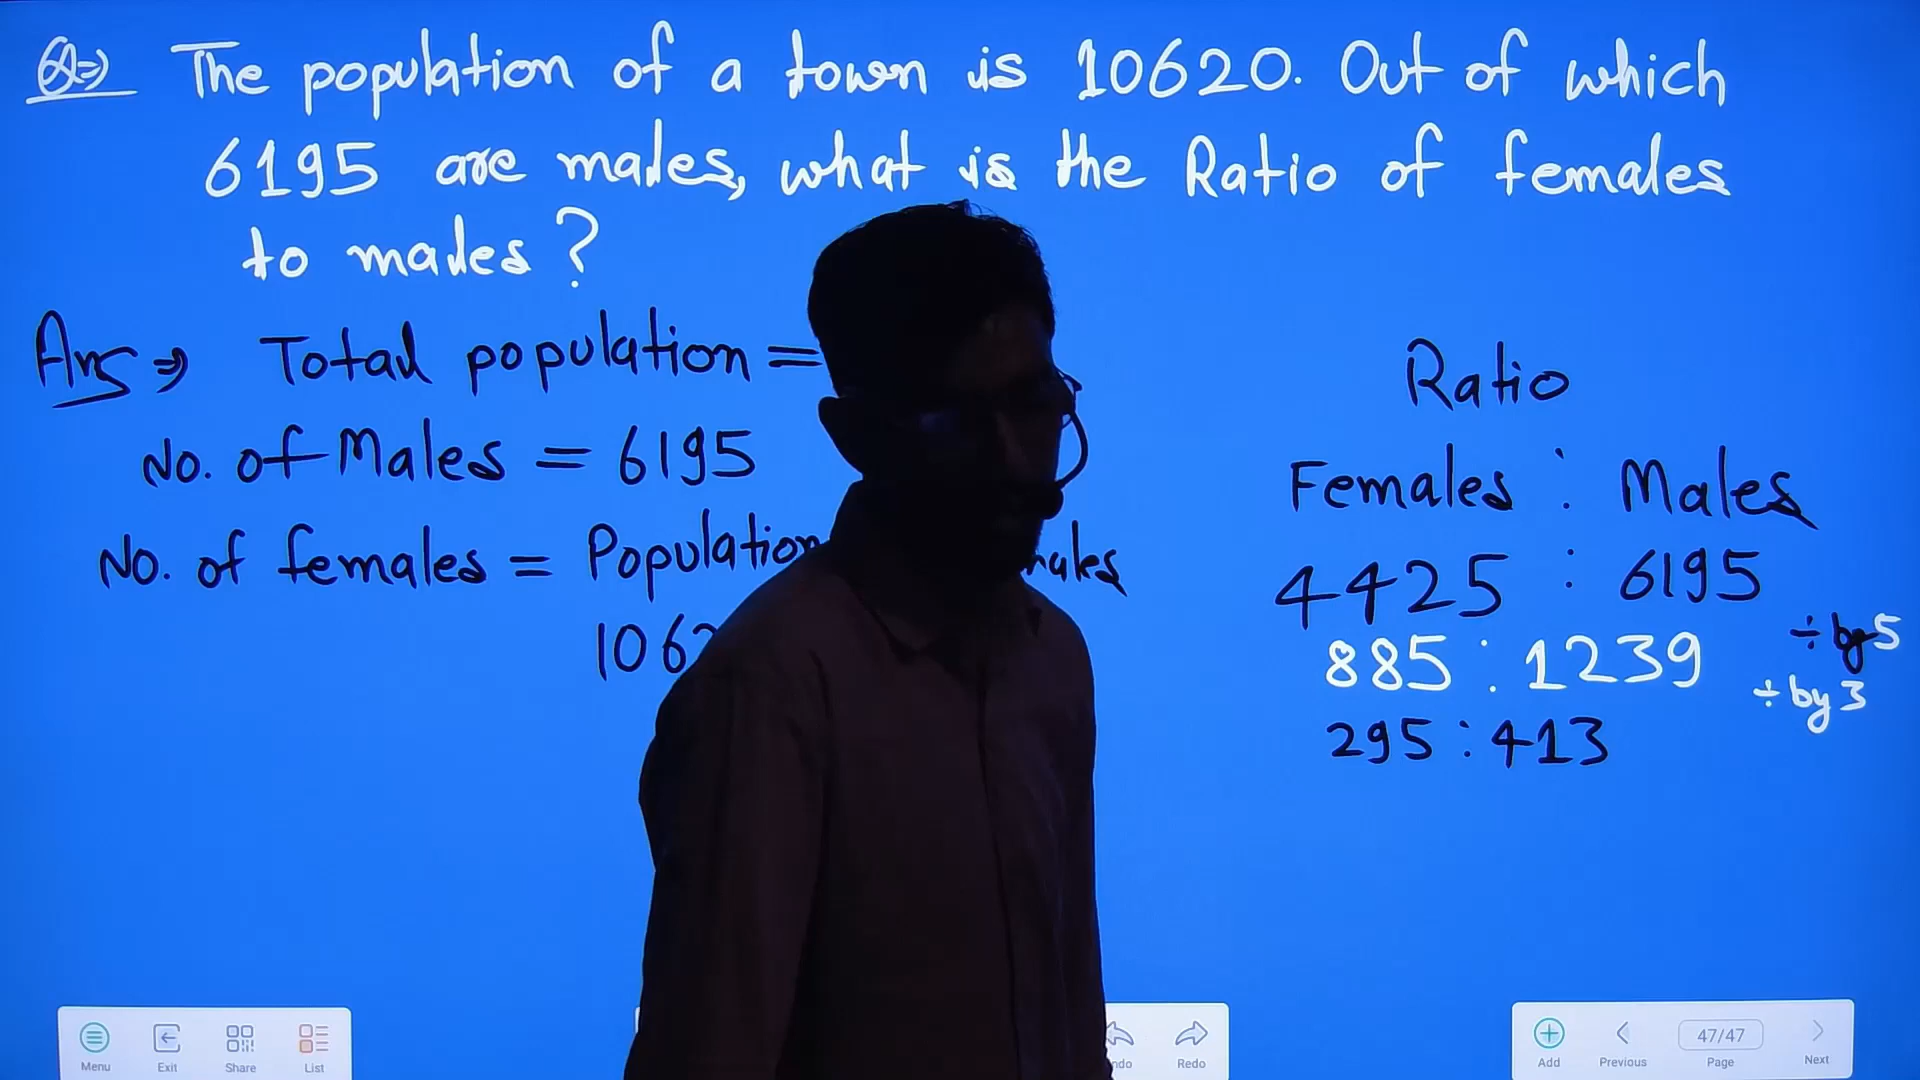 Q⇒ The population of a town is 10620. Out of which
6195 are males, what is the Ratio of females
to males?
Ans ⇒ Total population =
No. of Males = 6195
No. of females = Population
1062
Ratio
Females : Males
4425 : 6195
÷ by 5
885 : 1239
÷ by 3
295 : 413
Menu Exit Share List
Redo
Add Previous 47/47 Page Next